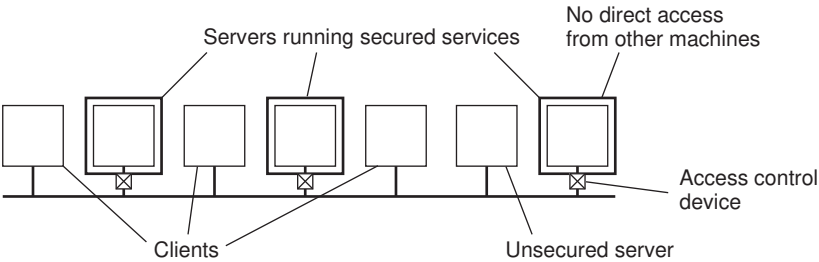 No direct access
from other machines
Servers running secured services
Access control
device
Clients
Unsecured server